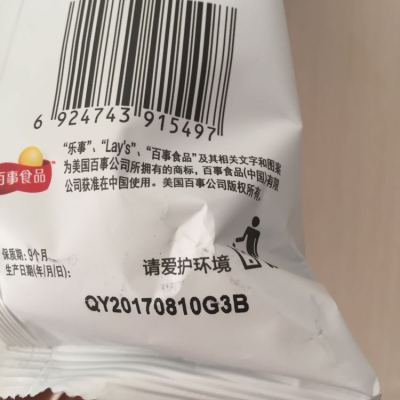 6 924743 915497
百事食品
"乐事"、"Lay's"、"百事食品"及其相关文字和图案
为美国百事公司所拥有的商标，百事食品(中国)有限
公司获准在中国使用。美国百事公司版权所有。
保质期: 9个月
生产日期(年/月/日):
请爱护环境
QY20170810G3B